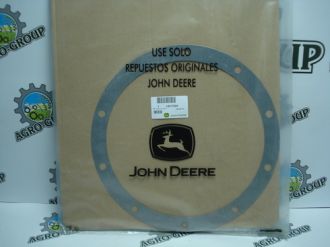 USE SOLO
REPUESTOS ORIGINALES
JOHN DEERE
JOHN DEERE
AGRO-GROUP
AGRO-GROUP